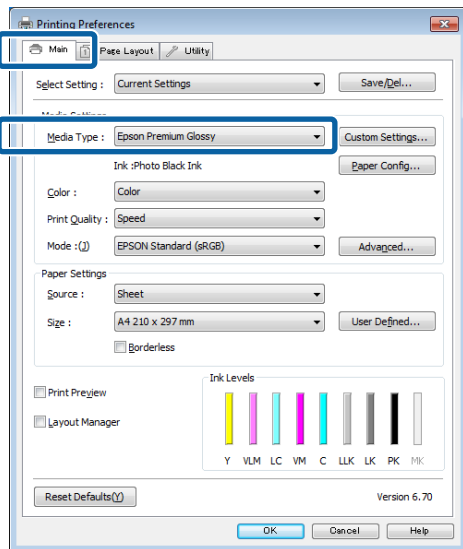 Printing Preferences
Main Page Layout Utility
Select Setting : Current Settings Save/Del...
Media Settings
Media Type : Epson Premium Glossy Custom Settings...
Ink :Photo Black Ink Paper Config...
Color : Color
Print Quality : Speed
Mode :(J) EPSON Standard (sRGB) Advanced...
Paper Settings
Source : Sheet
Size : A4 210 x 297 mm User Defined...
Borderless
Ink Levels
Print Preview
Layout Manager
Y VLM LC VM C LLK LK PK MK
Reset Defaults(Y) Version 6.70
OK Cancel Help